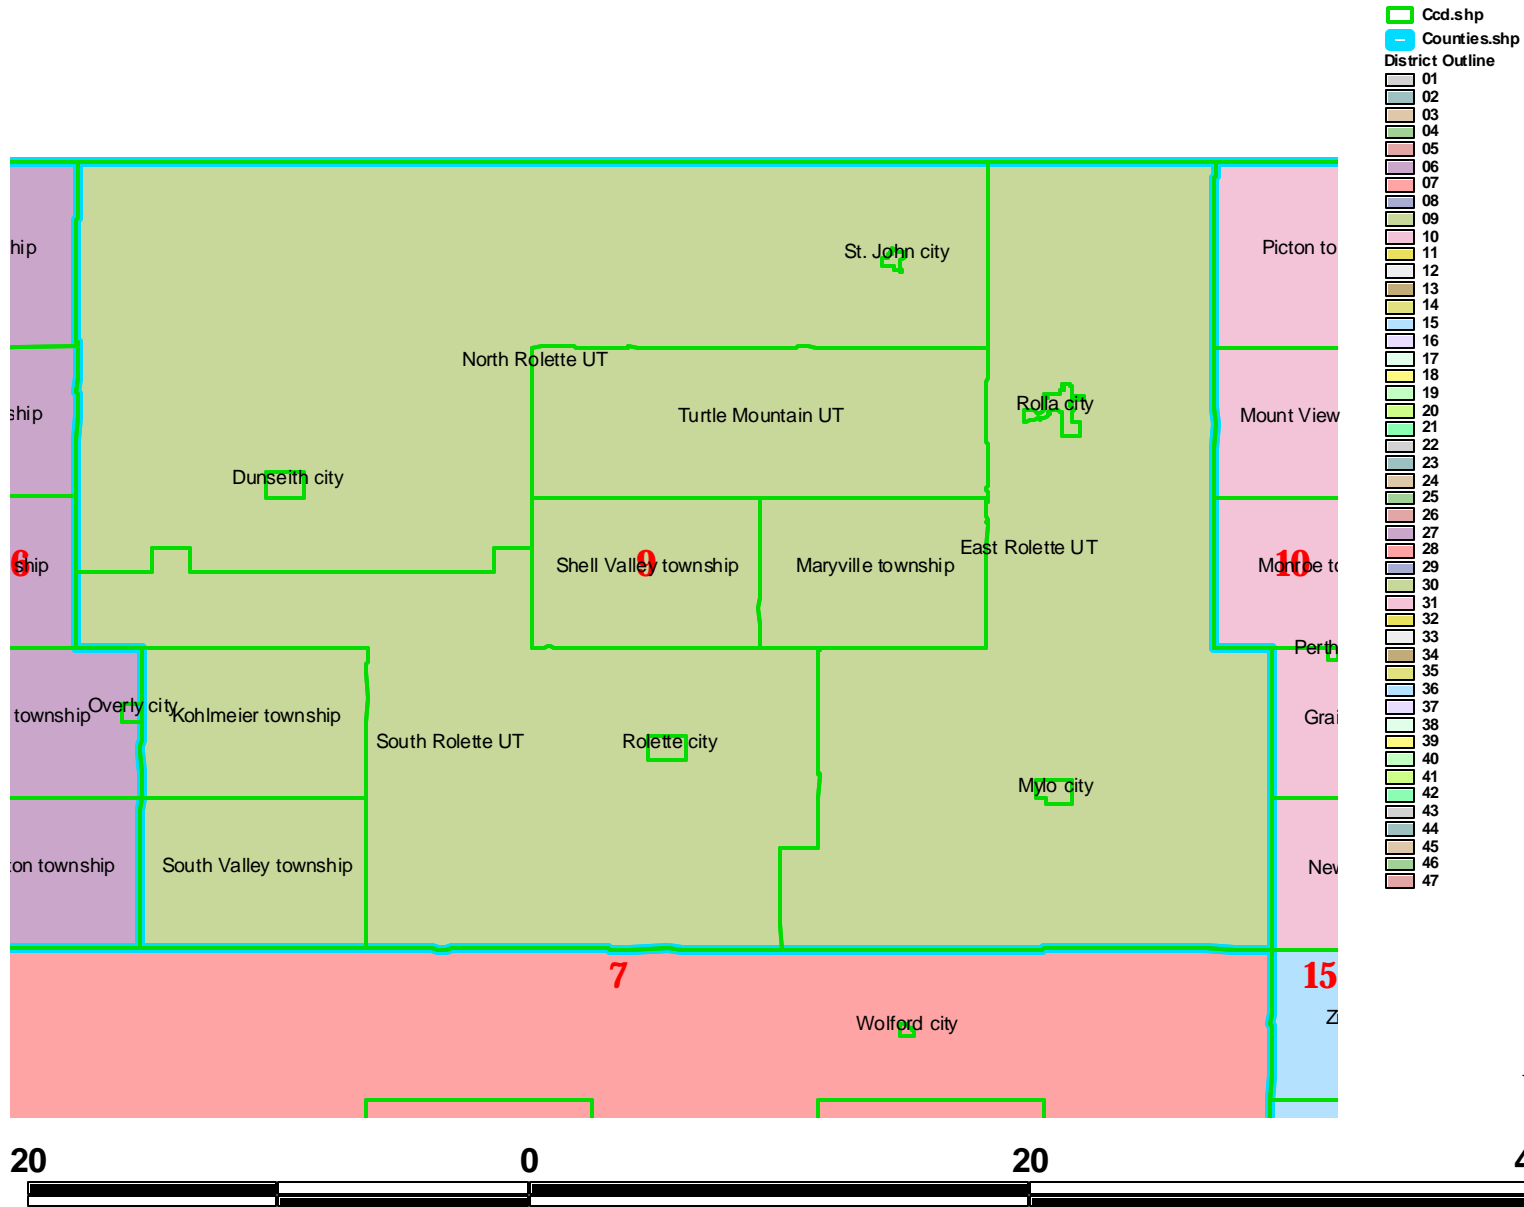 Ccd.shp
Counties.shp
District Outline
01
02
03
04
05
06
07
08
09
10
11
12
13
14
15
16
17
18
19
20
21
22
23
24
25
26
27
28
29
30
31
32
33
34
35
36
37
38
39
40
41
42
43
44
45
46
47
hip
St. John city
Picton to
North Rolette UT
ship
Turtle Mountain UT
Rolla city
Mount View
Dunseith city
6
ship
Shell Valley township
9
Maryville township
East Rolette UT
10
Monroe to
Perth
township
Overly city
Kohlmeier township
South Rolette UT
Rolette city
Grai
Mylo city
ton township
South Valley township
New
7
15
Wolford city
Z
20 0 20 4